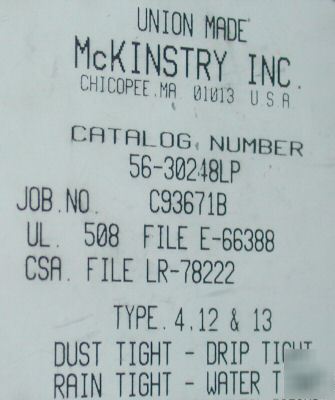 UNION MADE
McKINSTRY INC.
CHICOPEE. MA. 01013 U S A
CATALOG. NUMBER
56-30248LP
JOB.NO. C93671B
UL. 508 FILE E-66388
CSA. FILE LR-78222
TYPE. 4,12 & 13
DUST TIGHT - DRIP TIGHT
RAIN TIGHT - WATER T